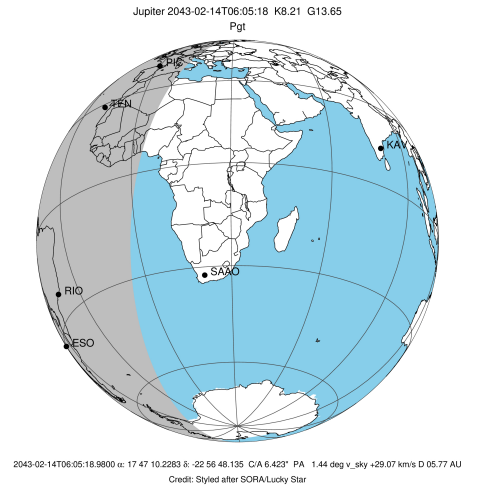 Jupiter 2043-02-14T06:05:18 K8.21 G13.65
Pgt
PIC
TEN
KAV
SAAO
RIO
ESO
2043-02-14T06:05:18.9800 α: 17 47 10.2283 δ: -22 56 48.135 C/A 6.423" PA 1.44 deg v_sky +29.07 km/s D 05.77 AU
Credit: Styled after SORA/Lucky Star